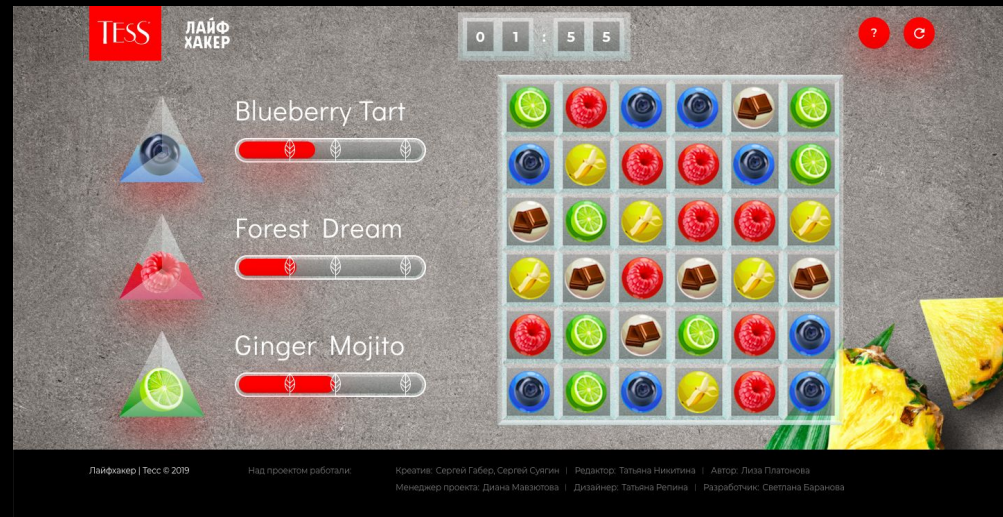 TESS
ЛАЙФ
ХАКЕР
0 1 : 5 5
?
Blueberry Tart
Forest Dream
Ginger Mojito
Лайфхакер | Тесс © 2019
Над проектом работали:
Креатив: Сергей Габер, Сергей Суягин | Редактор: Татьяна Никитина | Автор: Лиза Платонова
Менеджер проекта: Диана Мавзютова | Дизайнер: Татьяна Репина | Разработчик: Светлана Баранова